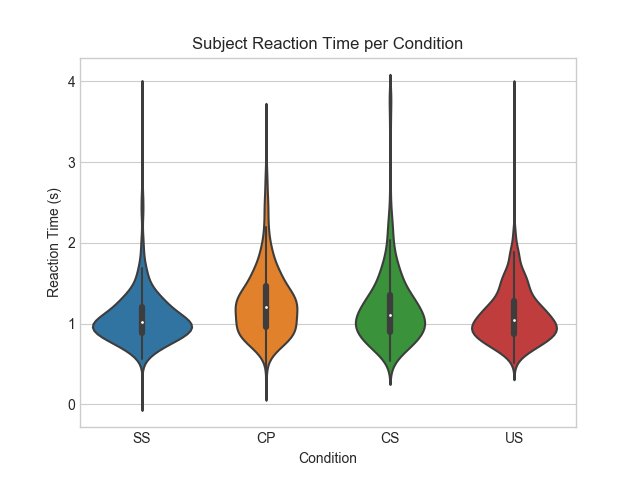 Subject Reaction Time per Condition
4
3
2
1
0
Reaction Time (s)
SS CP CS US
Condition